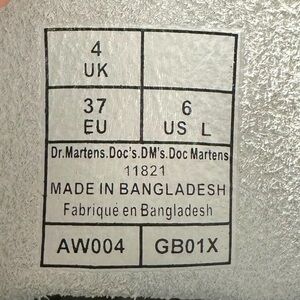 4
UK
37
EU
6
US L
Dr.Martens.Doc's.DM's.Doc Martens
11821
MADE IN BANGLADESH
Fabriqué en Bangladesh
AW004
GB01X